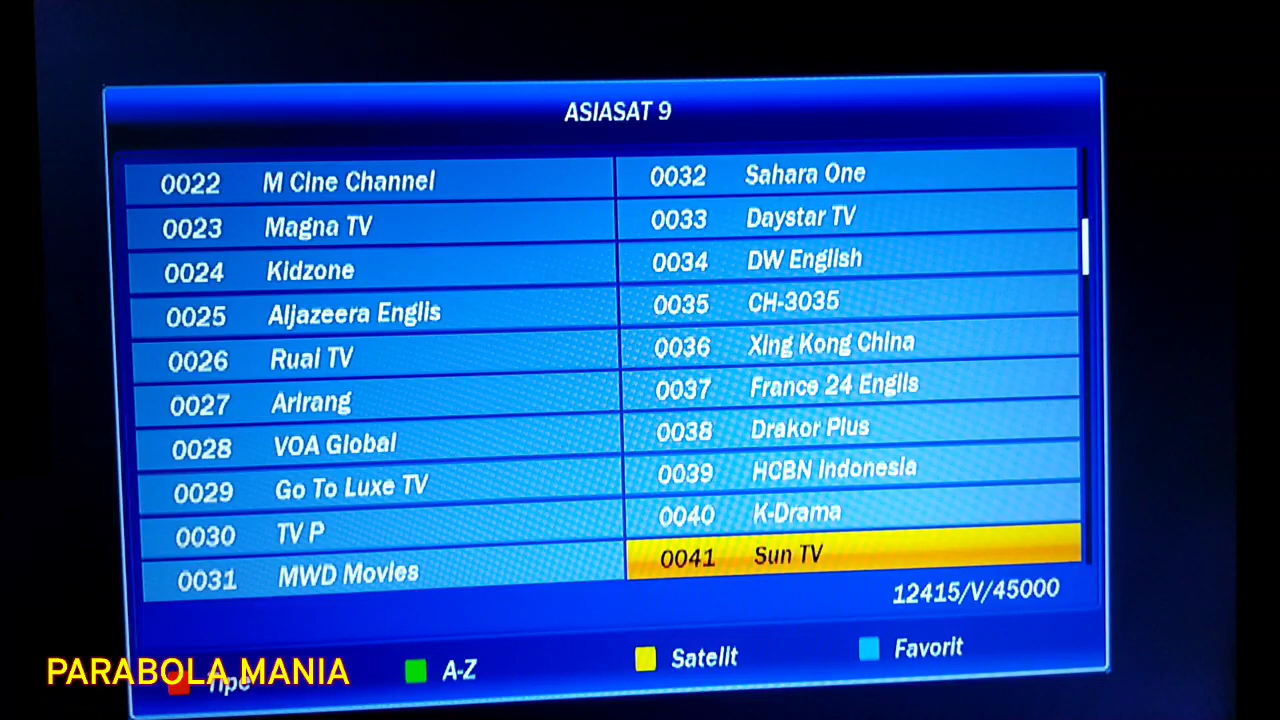 ASIASAT 9
0022 M Cine Channel
0023 Magna TV
0024 Kidzone
0025 Aljazeera Englis
0026 Ruai TV
0027 Arirang
0028 VOA Global
0029 Go To Luxe TV
0030 TV P
0031 MWD Movies
0032 Sahara One
0033 Daystar TV
0034 DW English
0035 CH-3035
0036 Xing Kong China
0037 France 24 Englis
0038 Drakor Plus
0039 HCBN Indonesia
0040 K-Drama
0041 Sun TV
12415/V/45000
Tipe A-Z Satelit Favorit
PARABOLA MANIA